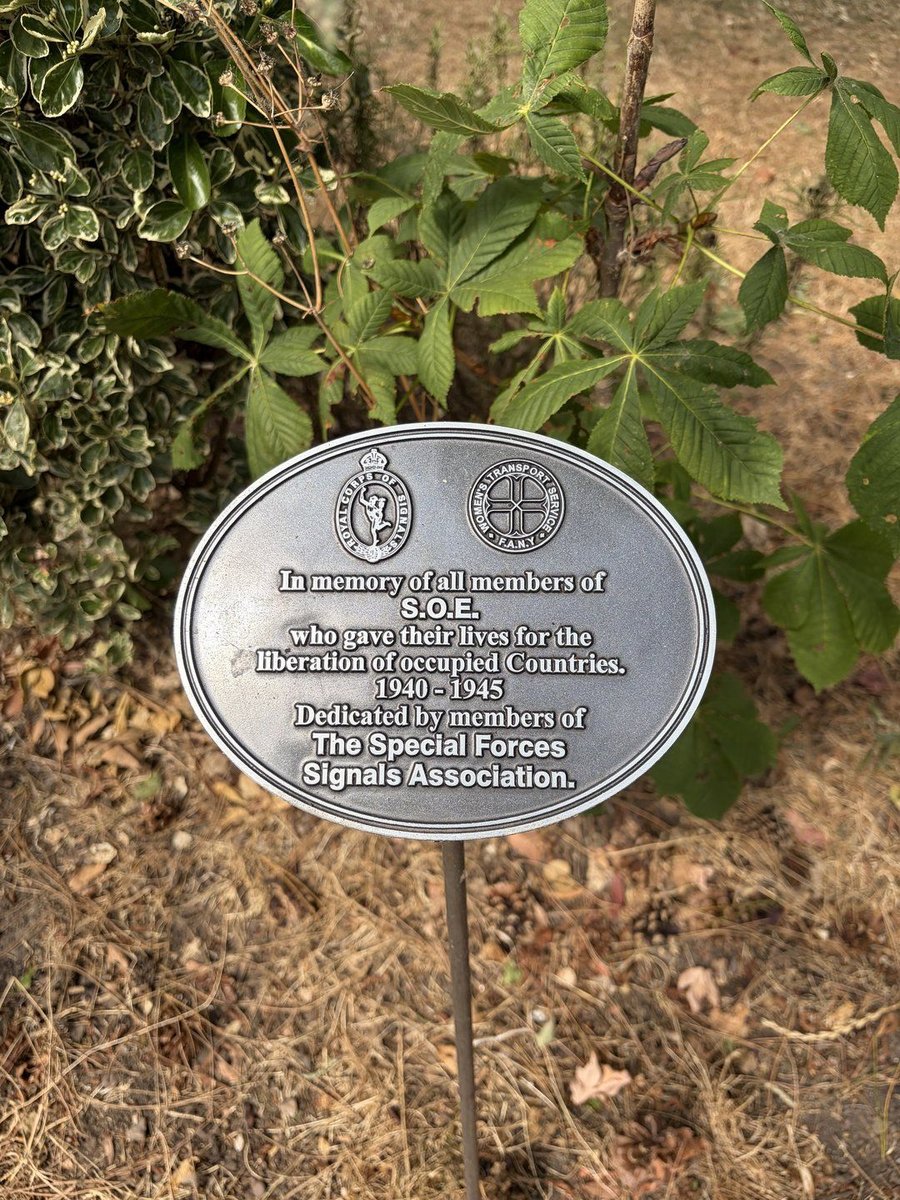 ROYAL CORPS OF SIGNALS
WOMEN'S TRANSPORT SERVICE
F.A.N.Y
In memory of all members of
S.O.E.
who gave their lives for the
liberation of occupied Countries.
1940 - 1945
Dedicated by members of
The Special Forces
Signals Association.